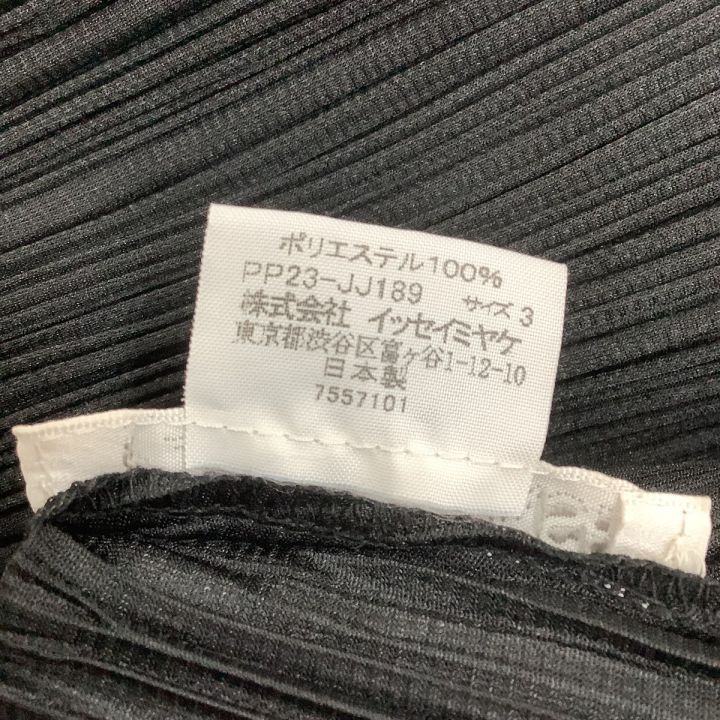 ポリエステル100%
PP23-JJ189 サイズ 3
株式会社 イッセイミヤケ
東京都渋谷区富ヶ谷1-12-10
日本製
7557101